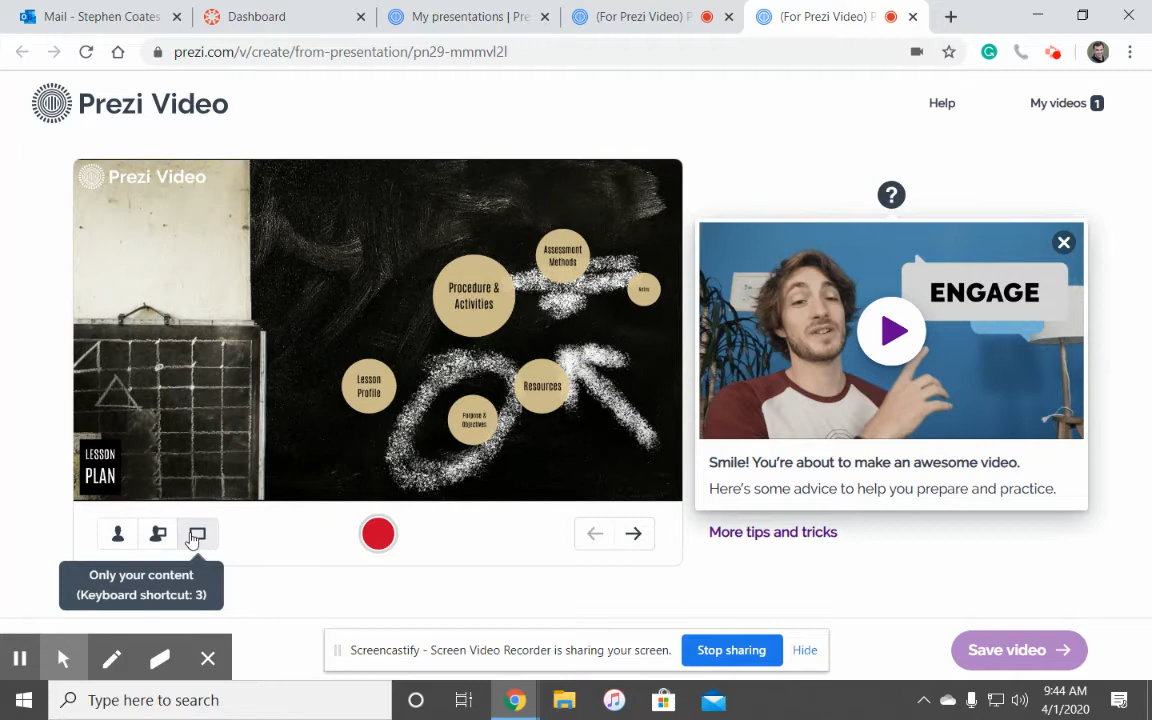 Mail - Stephen Coates
Dashboard
My presentations | Pre
(For Prezi Video) P
(For Prezi Video) P
prezi.com/v/create/from-presentation/pn29-mmmvl2l
Prezi Video
Help
My videos 1
Prezi Video
Assessment
Methods
Procedure &
Activities
Notes
Lesson
Profile
Resources
Purpose &
Objectives
LESSON
PLAN
?
ENGAGE
Smile! You're about to make an awesome video.
Here's some advice to help you prepare and practice.
More tips and tricks
Only your content
(Keyboard shortcut: 3)
Screencastify - Screen Video Recorder is sharing your screen.
Stop sharing
Hide
Save video
Type here to search
9:44 AM
4/1/2020